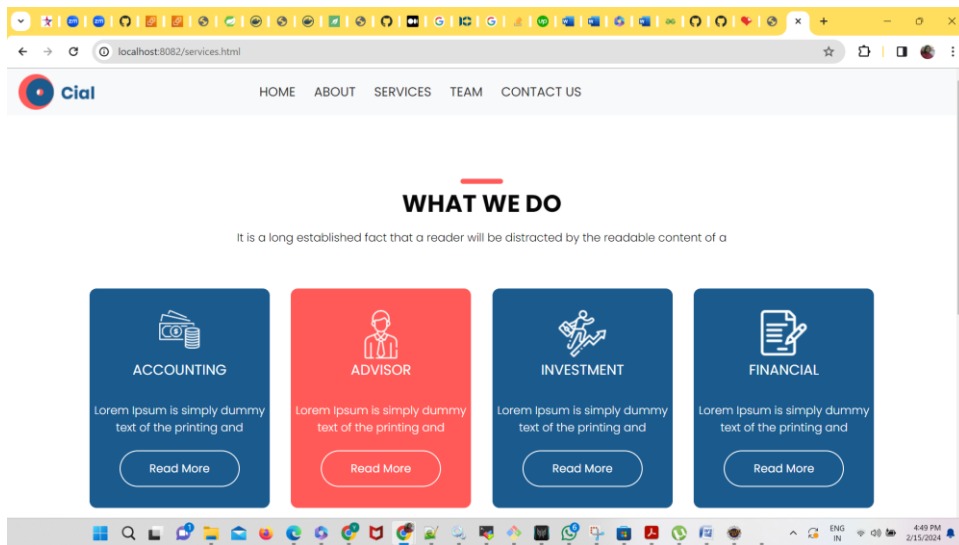 localhost:8082/services.html
Cial
HOME ABOUT SERVICES TEAM CONTACT US
WHAT WE DO
It is a long established fact that a reader will be distracted by the readable content of a
ACCOUNTING
Lorem Ipsum is simply dummy
text of the printing and
Read More
ADVISOR
Lorem Ipsum is simply dummy
text of the printing and
Read More
INVESTMENT
Lorem Ipsum is simply dummy
text of the printing and
Read More
FINANCIAL
Lorem Ipsum is simply dummy
text of the printing and
Read More
ENG
IN
4:49 PM
2/15/2024